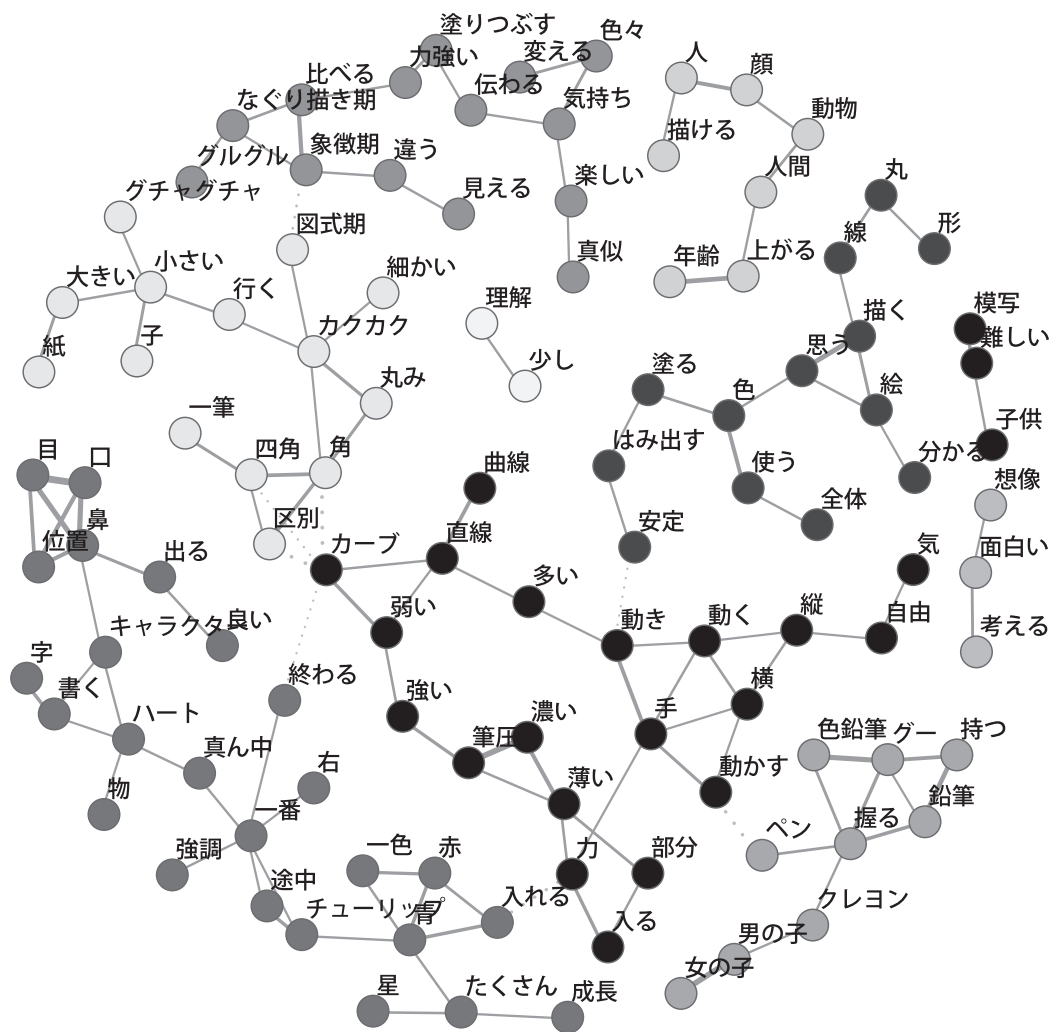 塗りつぶす
色々
力強い
変える
人
顔
比べる
伝わる
なぐり描き期
気持ち
動物
描ける
象徴期
違う
グルグル
人間
丸
グチャグチャ
見える
楽しい
図式期
形
線
真似
年齢
上がる
小さい
細かい
大きい
行く
理解
模写
カクカク
描く
難しい
紙
子
思う
少し
塗る
丸み
色
絵
一筆
子供
四角
角
はみ出す
目
口
曲線
使う
分かる
想像
全体
鼻
区別
安定
直線
位置
カーブ
出る
多い
気
面白い
弱い
動き
動く
縦
自由
キャラクター
良い
考える
字
書く
終わる
強い
横
手
ハート
濃い
筆圧
色鉛筆
グー
持つ
真ん中
右
薄い
動かす
物
鉛筆
一番
握る
ペン
強調
一色
赤
力
部分
途中
入れる
クレヨン
チューリップ
青
入る
男の子
女の子
星
たくさん
成長